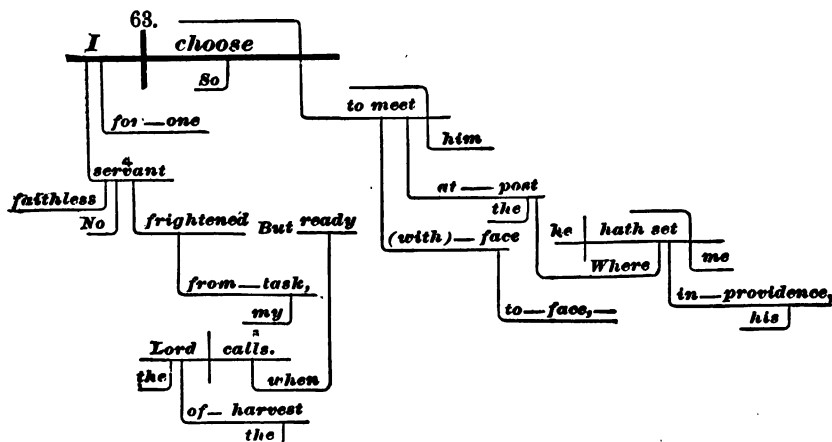 63.
I choose
So
to meet
for—one
him
a
servant
at—post
faithless
the
No frightened But ready
(with)—face
he hath set
Where
me
from—task,
in—providence,
my
to—face,—
his
a
Lord calls.
the when
of—harvest
the